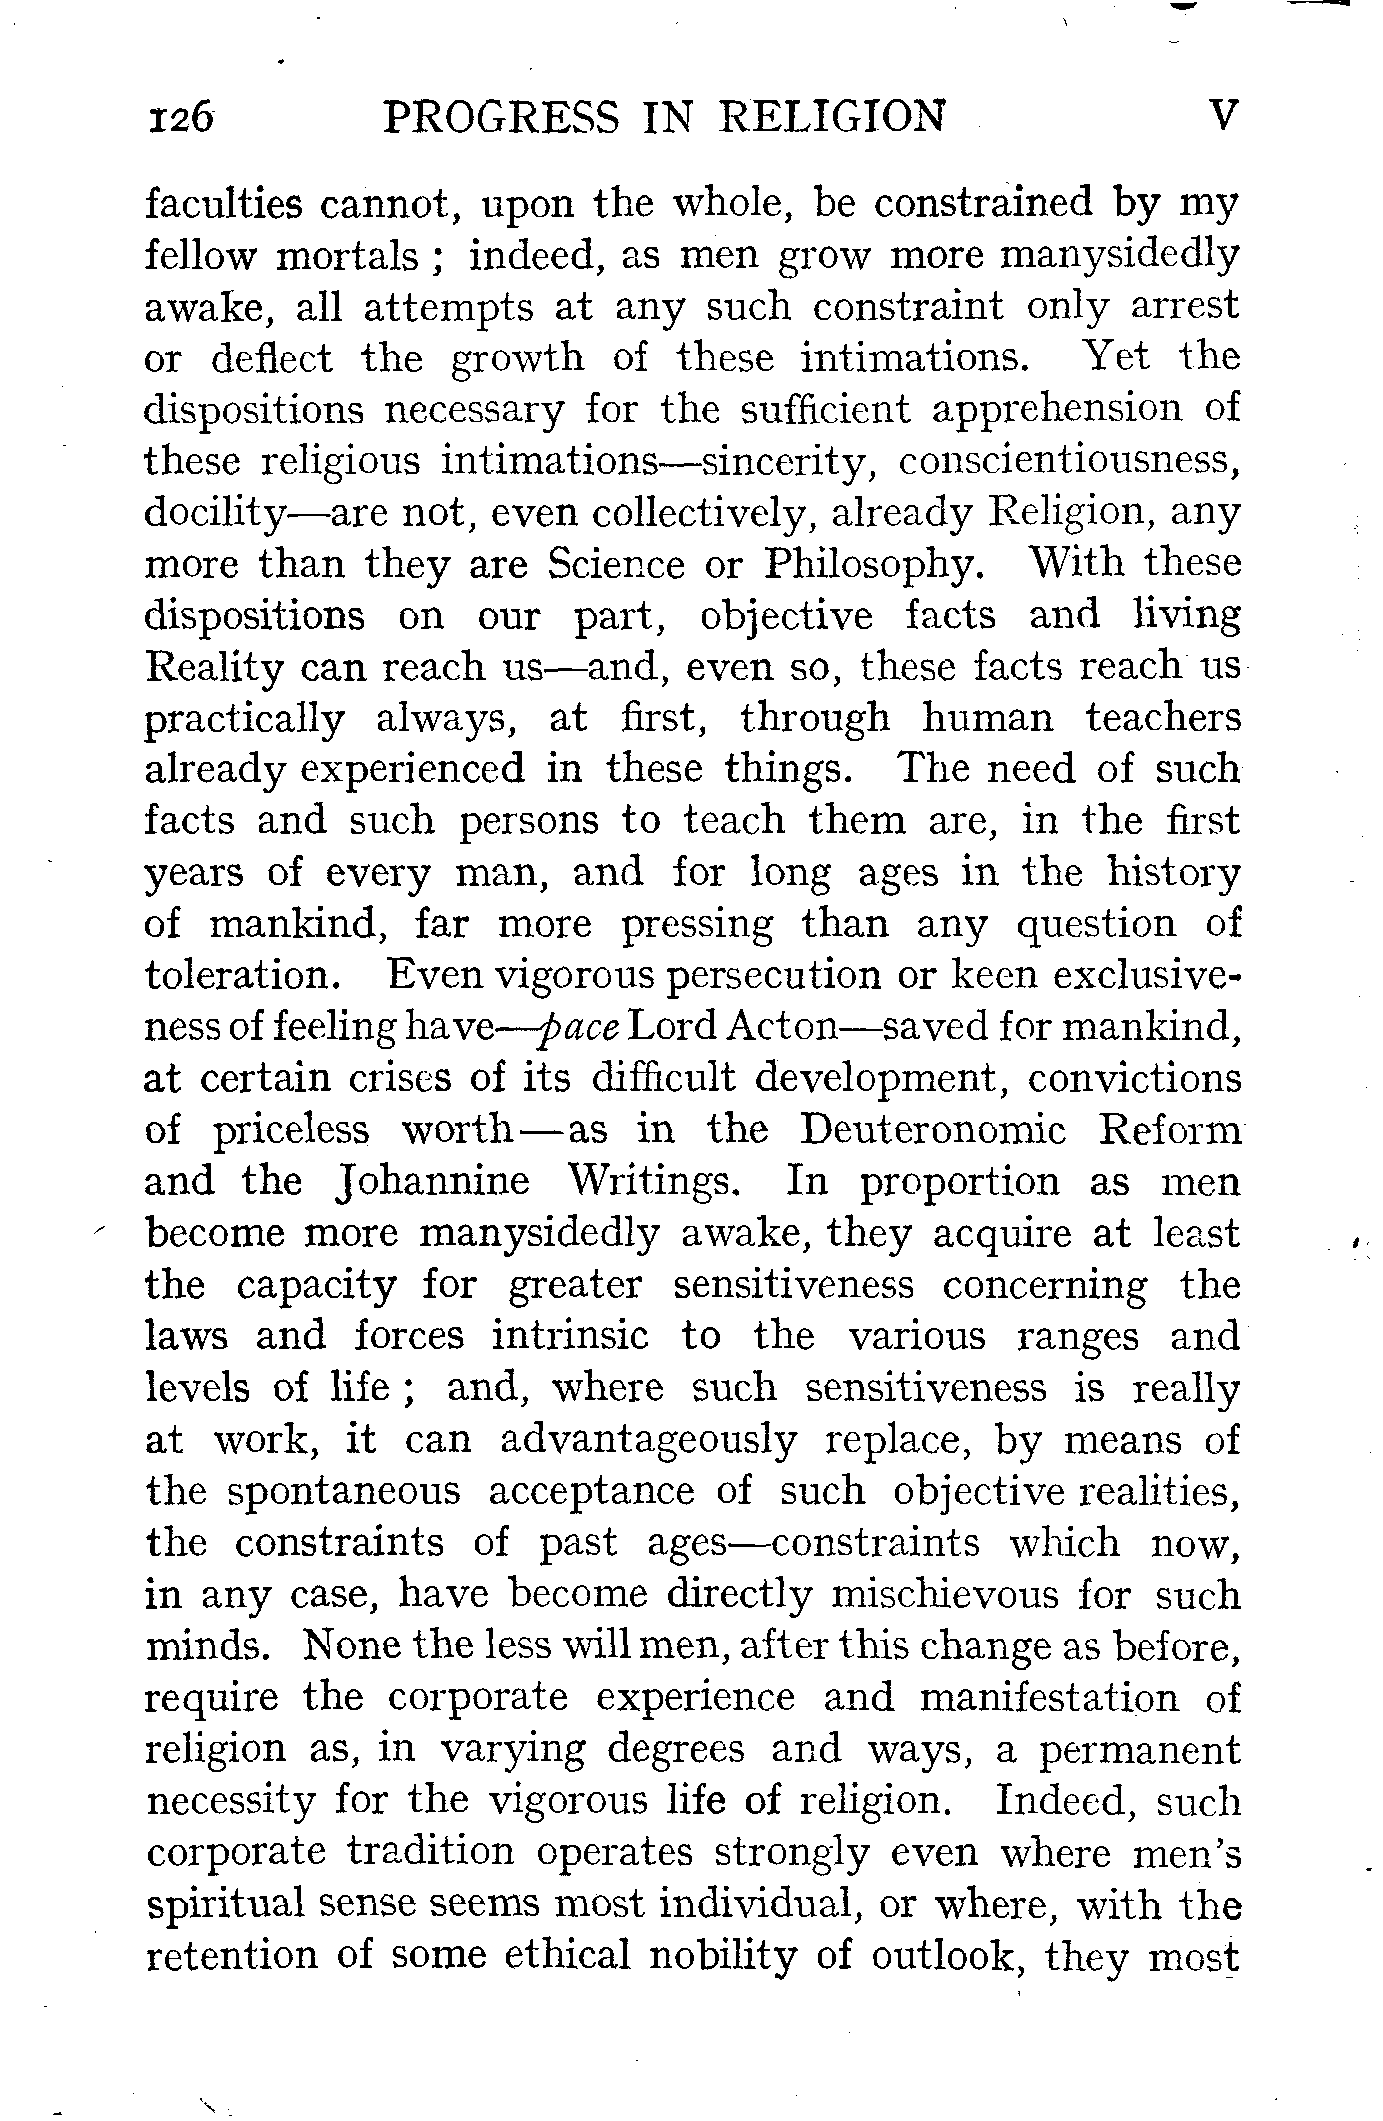 126 PROGRESS IN RELIGION V
faculties cannot, upon the whole, be constrained by my
fellow mortals ; indeed, as men grow more manysidedly
awake, all attempts at any such constraint only arrest
or deflect the growth of these intimations. Yet the
dispositions necessary for the sufficient apprehension of
these religious intimations—sincerity, conscientiousness,
docility—are not, even collectively, already Religion, any
more than they are Science or Philosophy. With these
dispositions on our part, objective facts and living
Reality can reach us—and, even so, these facts reach us
practically always, at first, through human teachers
already experienced in these things. The need of such
facts and such persons to teach them are, in the first
years of every man, and for long ages in the history
of mankind, far more pressing than any question of
toleration. Even vigorous persecution or keen exclusive-
ness of feeling have—pace Lord Acton—saved for mankind,
at certain crises of its difficult development, convictions
of priceless worth—as in the Deuteronomic Reform
and the Johannine Writings. In proportion as men
become more manysidedly awake, they acquire at least
the capacity for greater sensitiveness concerning the
laws and forces intrinsic to the various ranges and
levels of life ; and, where such sensitiveness is really
at work, it can advantageously replace, by means of
the spontaneous acceptance of such objective realities,
the constraints of past ages—constraints which now,
in any case, have become directly mischievous for such
minds. None the less will men, after this change as before,
require the corporate experience and manifestation of
religion as, in varying degrees and ways, a permanent
necessity for the vigorous life of religion. Indeed, such
corporate tradition operates strongly even where men's
spiritual sense seems most individual, or where, with the
retention of some ethical nobility of outlook, they most